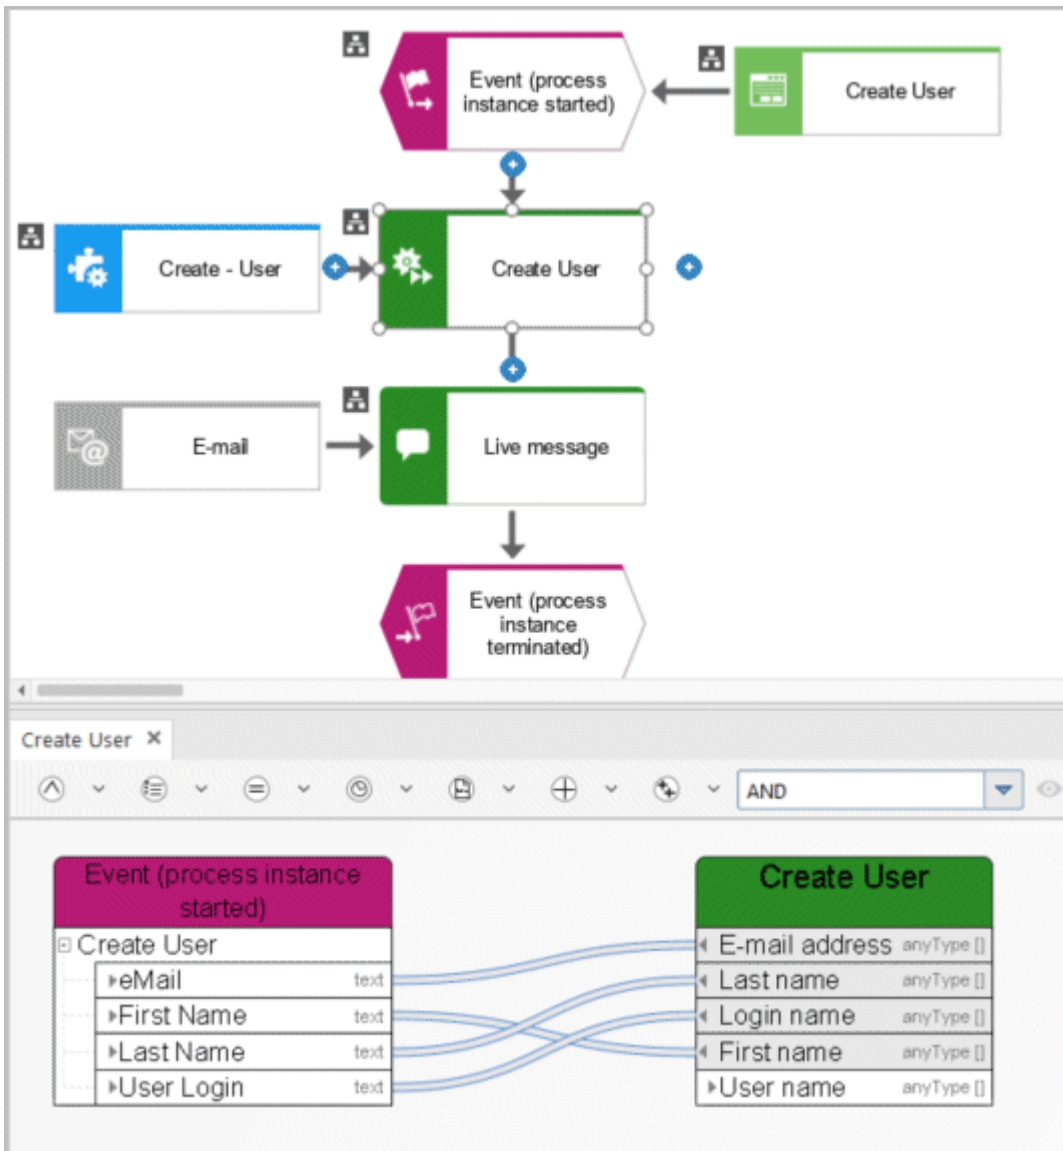 Event (process
instance started)
Create User
Create - User
Create User
E-mail
Live message
Event (process
instance
terminated)
Create User
AND
Event (process instance
started)
Create User
eMail text
First Name text
Last Name text
User Login text
Create User
E-mail address anyType []
Last name anyType []
Login name anyType []
First name anyType []
User name anyType []